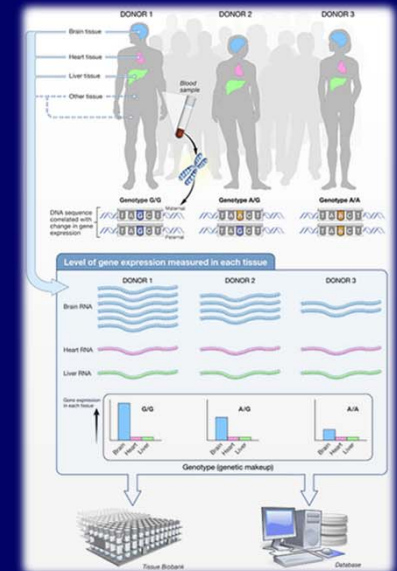 DONOR 1 DONOR 2 DONOR 3
Brain tissue
Heart tissue
Liver tissue
Other tissue
Blood
sample
Genotype G/G Genotype A/G Genotype A/A
Maternal
DNA sequence
correlated with
change in gene
expression
Paternal
Level of gene expression measured in each tissue
DONOR 1 DONOR 2 DONOR 3
Brain RNA
Heart RNA
Liver RNA
Gene expression
in each tissue
G/G A/G A/A
Brain Heart Liver Brain Heart Liver Brain Heart Liver
Genotype (genetic makeup)
Tissue Biobank Database